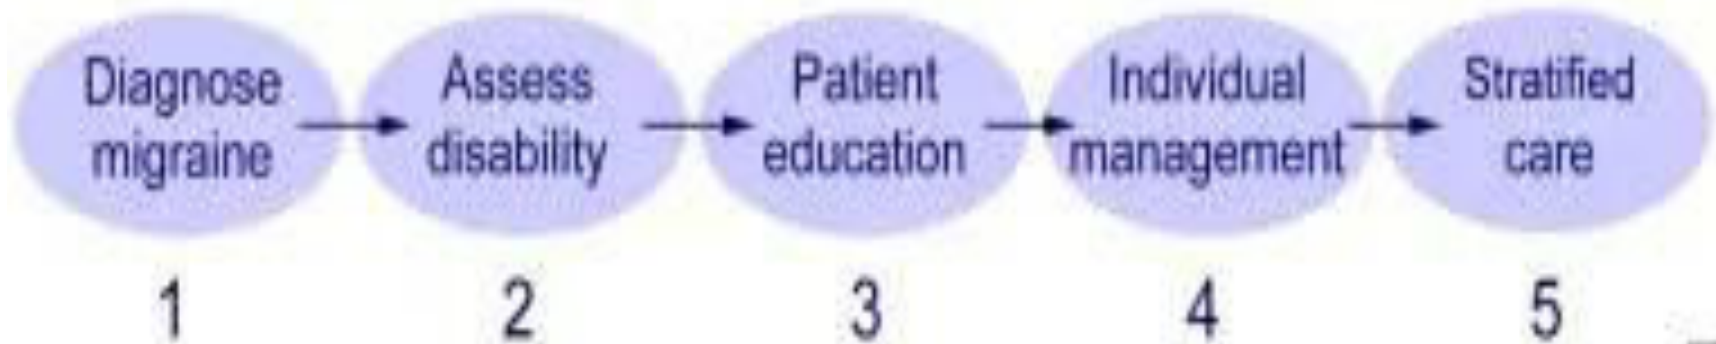 Diagnose
migraine
Assess
disability
Patient
education
Individual
management
Stratified
care
1
2
3
4
5